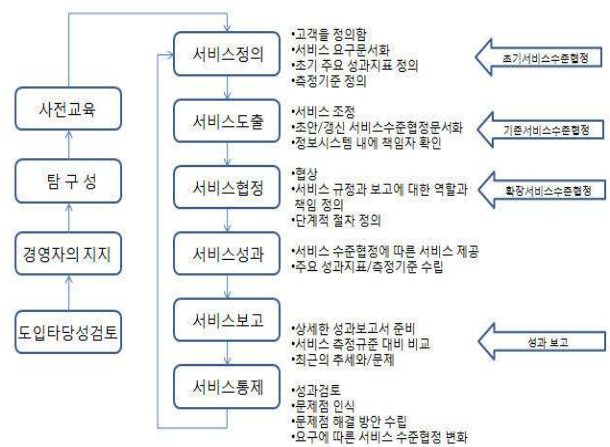 사전교육
탐 구 성
경영자의 지지
도입타당성검토
서비스정의
•고객을 정의함
•서비스 요구문서화
•초기 주요 성과지표 정의
•측정기준 정의
초기서비스수준협정
서비스도출
•서비스 조정
•초안/갱신 서비스수준협정문서화
•정보시스템 내에 책임자 확인
기준서비스수준협정
서비스협정
•협상
•서비스 규정과 보고에 대한 역할과
책임 정의
•단계적 절차 정의
확장서비스수준협정
서비스성과
•서비스 수준협정에 따른 서비스 제공
•주요 성과지표/측정기준 수립
서비스보고
•상세한 성과보고서 준비
•서비스 측정규준 대비 비교
•최근의 추세와/문제
성과 보고
서비스통제
•성과검토
•문제점 인식
•문제점 해결 방안 수립
•요구에 따른 서비스 수준협정 변화